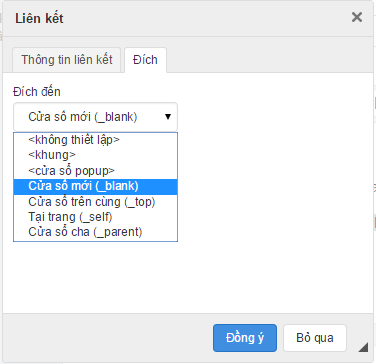 Liên kết
Thông tin liên kết
Đích
Đích đến
Cửa sổ mới (_blank)
<không thiết lập>
<khung>
<cửa sổ popup>
Cửa sổ mới (_blank)
Cửa sổ trên cùng (_top)
Tại trang (_self)
Cửa sổ cha (_parent)
Đồng ý
Bỏ qua